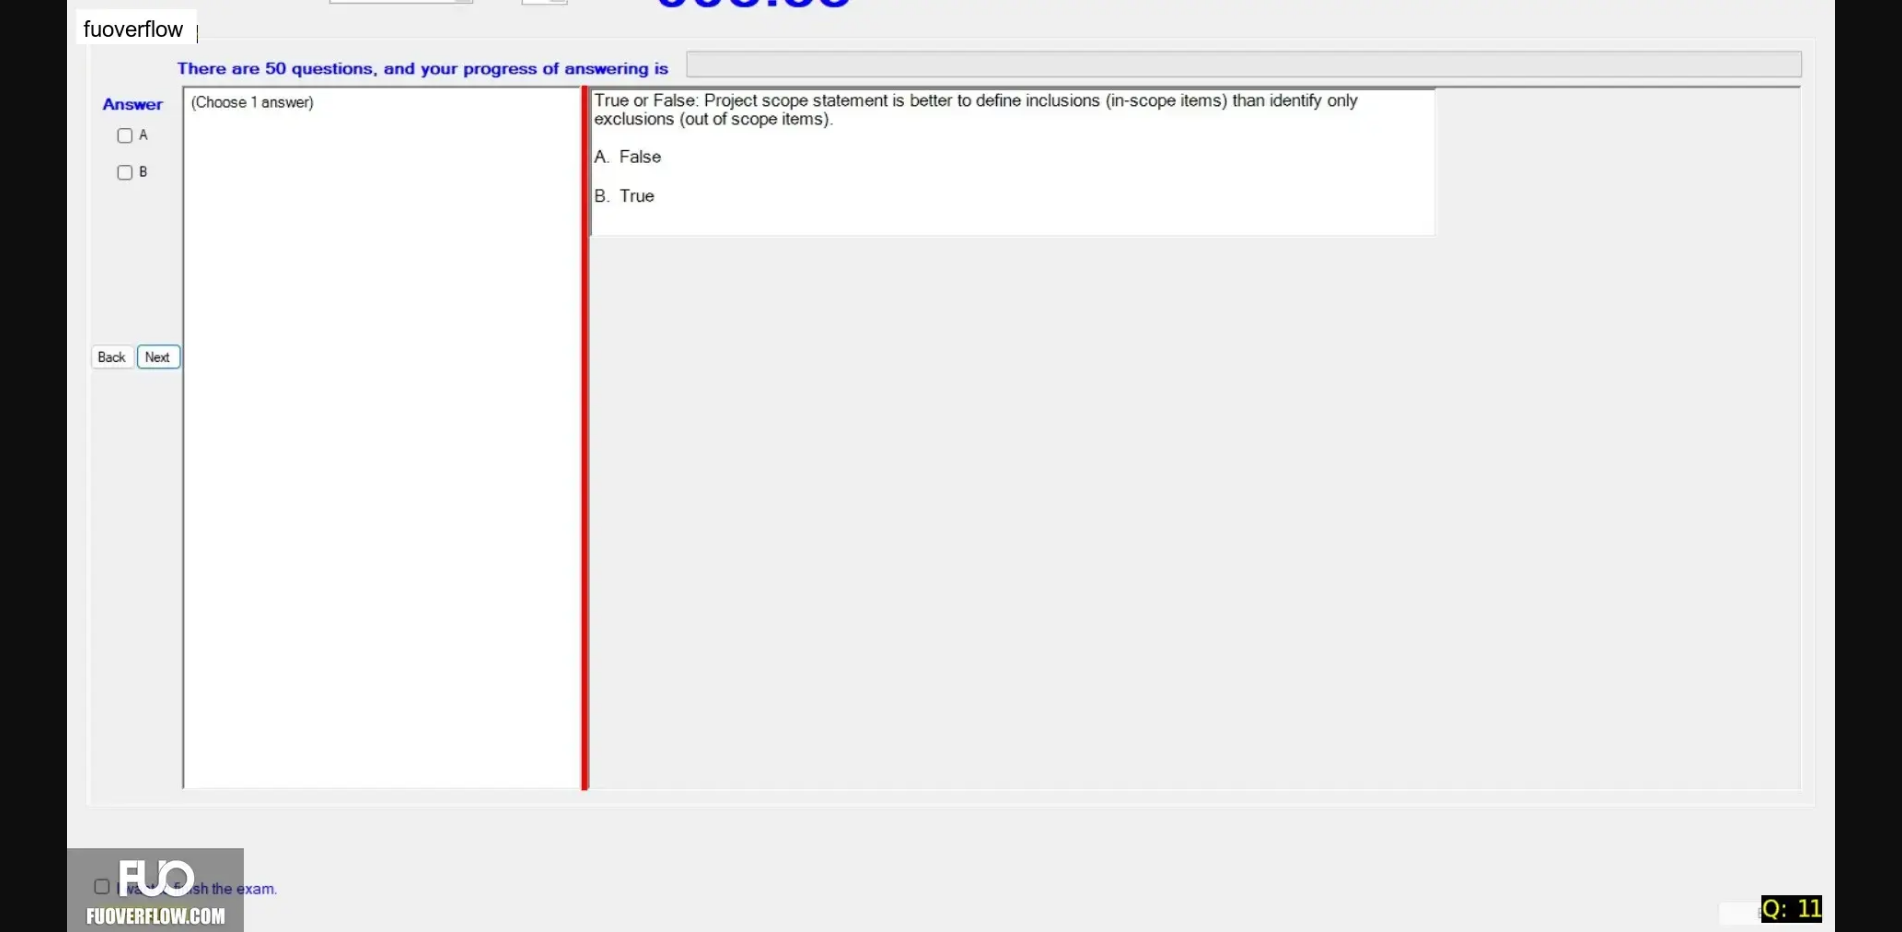 fuoverflow
There are 50 questions, and your progress of answering is
Answer
(Choose 1 answer)
A
B
True or False: Project scope statement is better to define inclusions (in-scope items) than identify only
exclusions (out of scope items).
A. False
B. True
Back Next
FUO
sh the exam.
FUOVERFLOW.COM
Q: 11